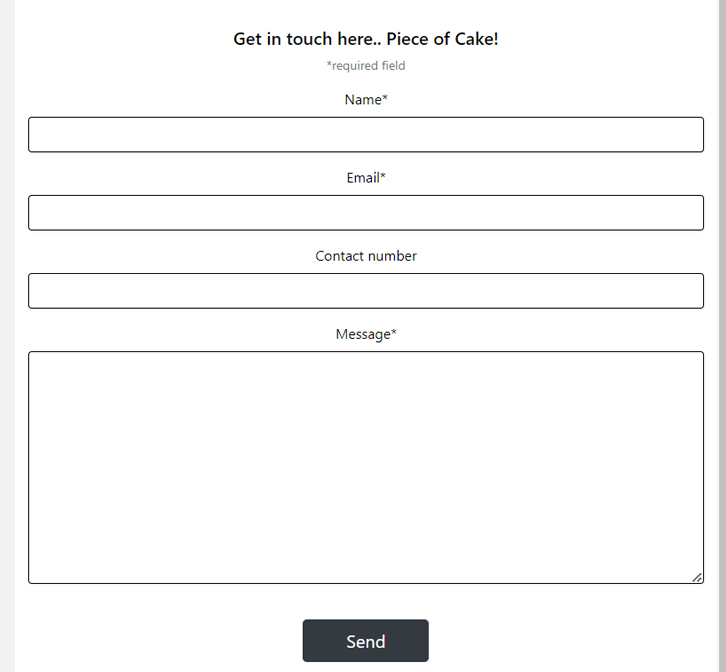 Get in touch here.. Piece of Cake!
*required field
Name*
Email*
Contact number
Message*
Send